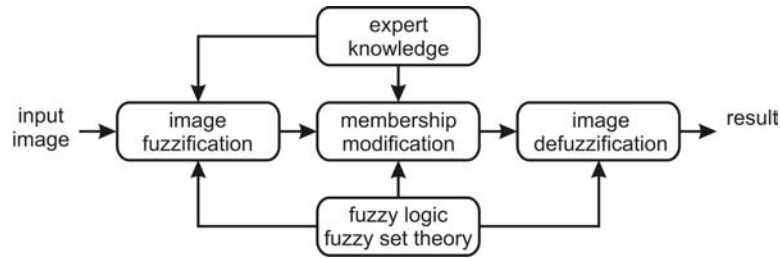 expert
knowledge
input
image
image
fuzzification
membership
modification
image
defuzzification
result
fuzzy logic
fuzzy set theory